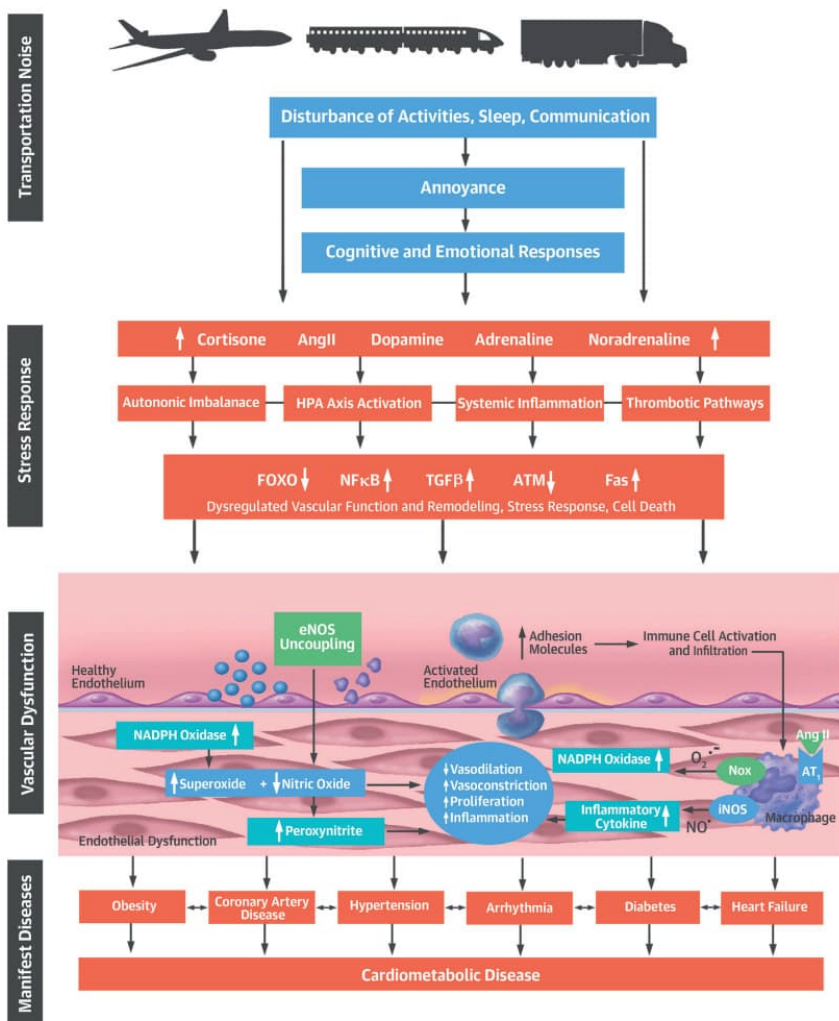 Transportation Noise
Disturbance of Activities, Sleep, Communication
Annoyance
Cognitive and Emotional Responses
Stress Response
↑ Cortisone AngII Dopamine Adrenaline Noradrenaline ↑
Autononic Imbalanace
HPA Axis Activation
Systemic Inflammation
Thrombotic Pathways
FOXO↓ NFκB↑ TGFβ↑ ATM↓ Fas↑
Dysregulated Vascular Function and Remodeling, Stress Response, Cell Death
Vascular Dysfunction
Healthy
Endothelium
eNOS
Uncoupling
Activated
Endothelium
↑ Adhesion
Molecules
Immune Cell Activation
and Infiltration
NADPH Oxidase ↑
↑Superoxide + ↓Nitric Oxide
↑Peroxynitrite
Endothelial Dysfunction
↓Vasodilation
↑Vasoconstriction
↑Proliferation
↑Inflammation
NADPH Oxidase ↑
O₂•-
Nox
Ang II
AT₁
Inflammatory
Cytokine ↑
NO•
iNOS
Macrophage
Manifest Diseases
Obesity
Coronary Artery
Disease
Hypertension
Arrhythmia
Diabetes
Heart Failure
Cardiometabolic Disease